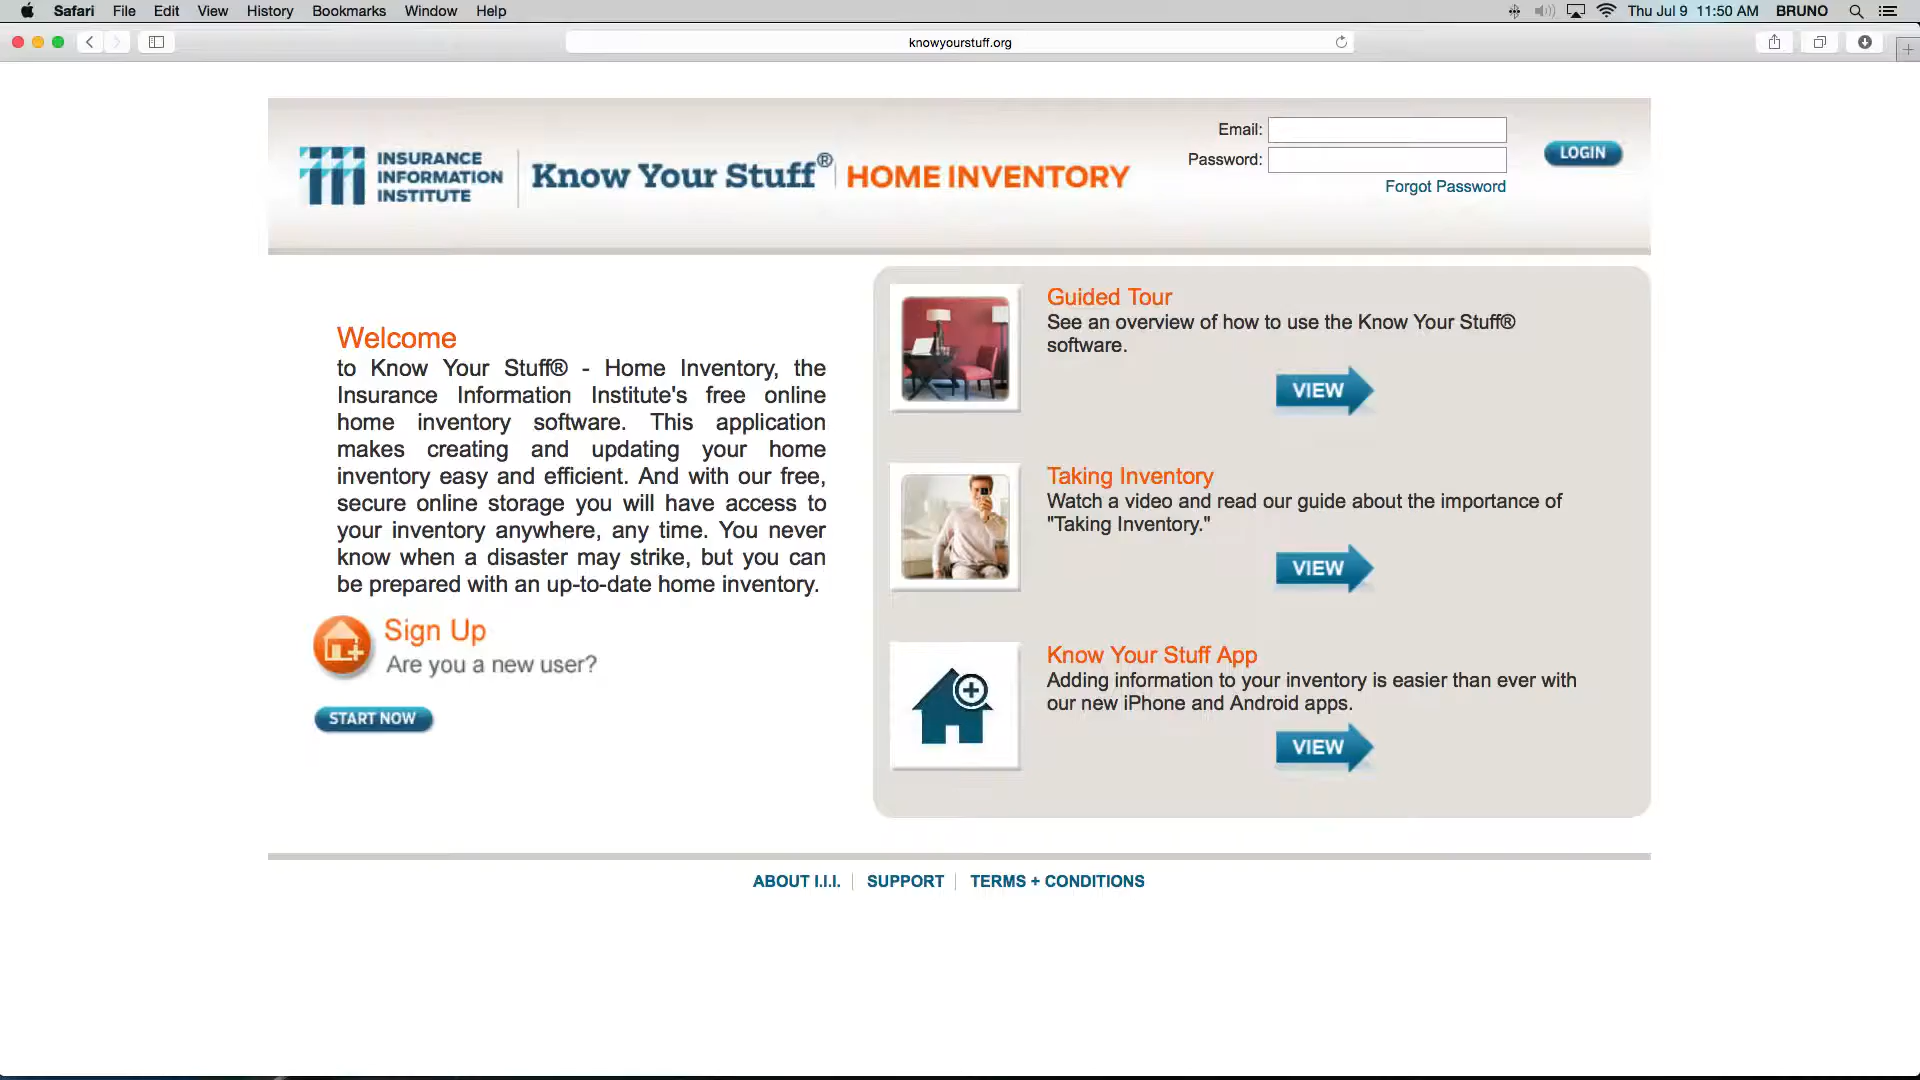 Safari File Edit View History Bookmarks Window Help Thu Jul 9 11:50 AM BRUNO
knowyourstuff.org
INSURANCE
INFORMATION
INSTITUTE
Know Your Stuff® HOME INVENTORY
Email:
Password:
Forgot Password
LOGIN
Welcome
to Know Your Stuff® - Home Inventory, the
Insurance Information Institute's free online
home inventory software. This application
makes creating and updating your home
inventory easy and efficient. And with our free,
secure online storage you will have access to
your inventory anywhere, any time. You never
know when a disaster may strike, but you can
be prepared with an up-to-date home inventory.
Sign Up
Are you a new user?
START NOW
Guided Tour
See an overview of how to use the Know Your Stuff®
software.
VIEW
Taking Inventory
Watch a video and read our guide about the importance of
"Taking Inventory."
VIEW
Know Your Stuff App
Adding information to your inventory is easier than ever with
our new iPhone and Android apps.
VIEW
ABOUT I.I.I. SUPPORT TERMS + CONDITIONS